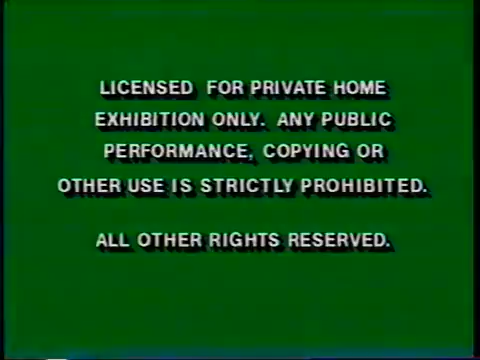 LICENSED FOR PRIVATE HOME
EXHIBITION ONLY. ANY PUBLIC
PERFORMANCE, COPYING OR
OTHER USE IS STRICTLY PROHIBITED.
ALL OTHER RIGHTS RESERVED.